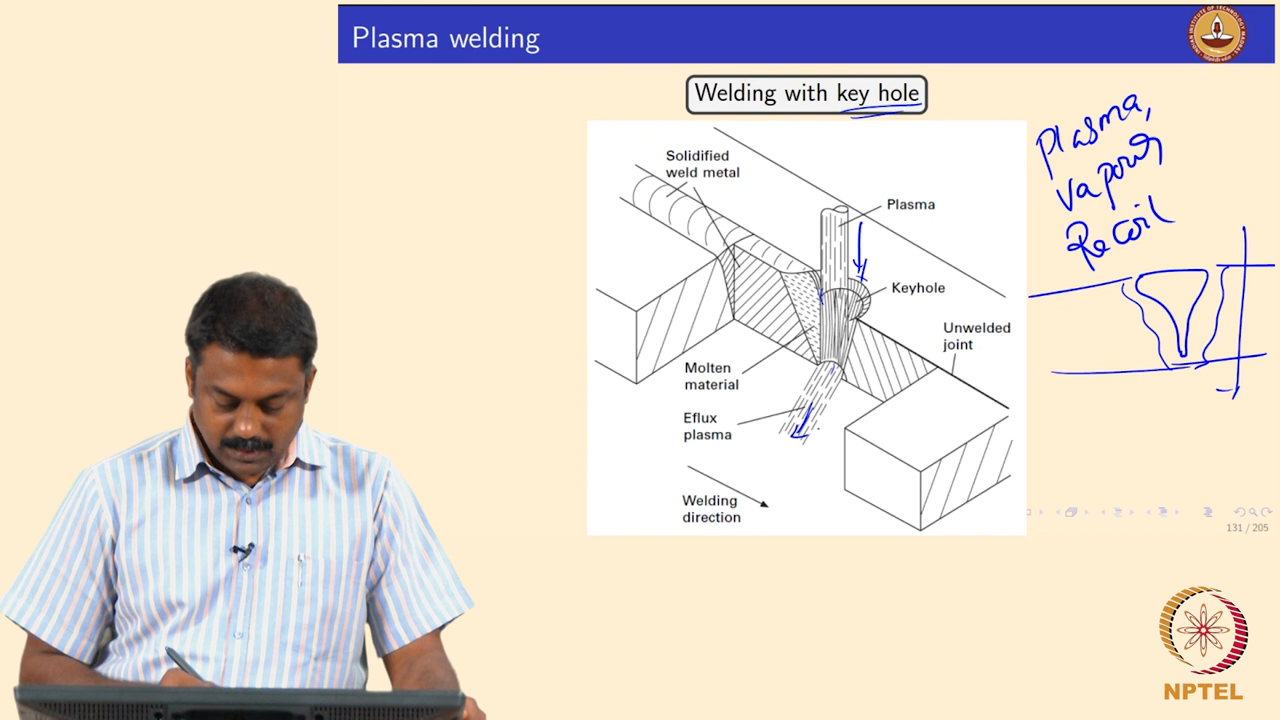 Plasma welding
Welding with key hole
Plasma,
Vapour
Recoil
Solidified
weld metal
Plasma
Keyhole
Unwelded
joint
Molten
material
Eflux
plasma
Welding
direction
131 / 205
NPTEL